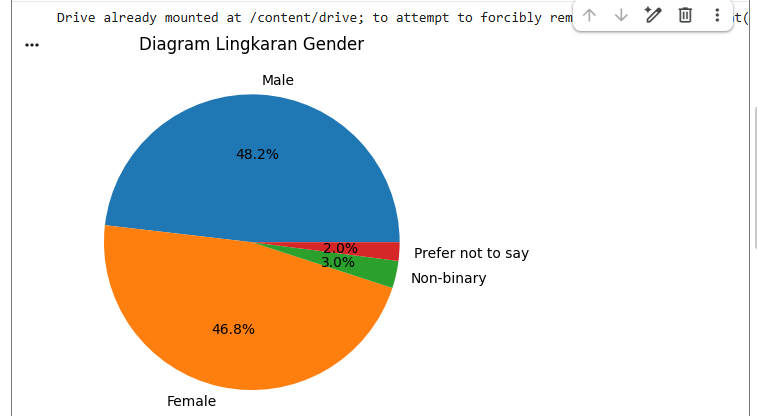 Drive already mounted at /content/drive; to attempt to forcibly
Diagram Lingkaran Gender
Male
48.2%
2.0%
Prefer not to say
3.0%
Non-binary
46.8%
Female